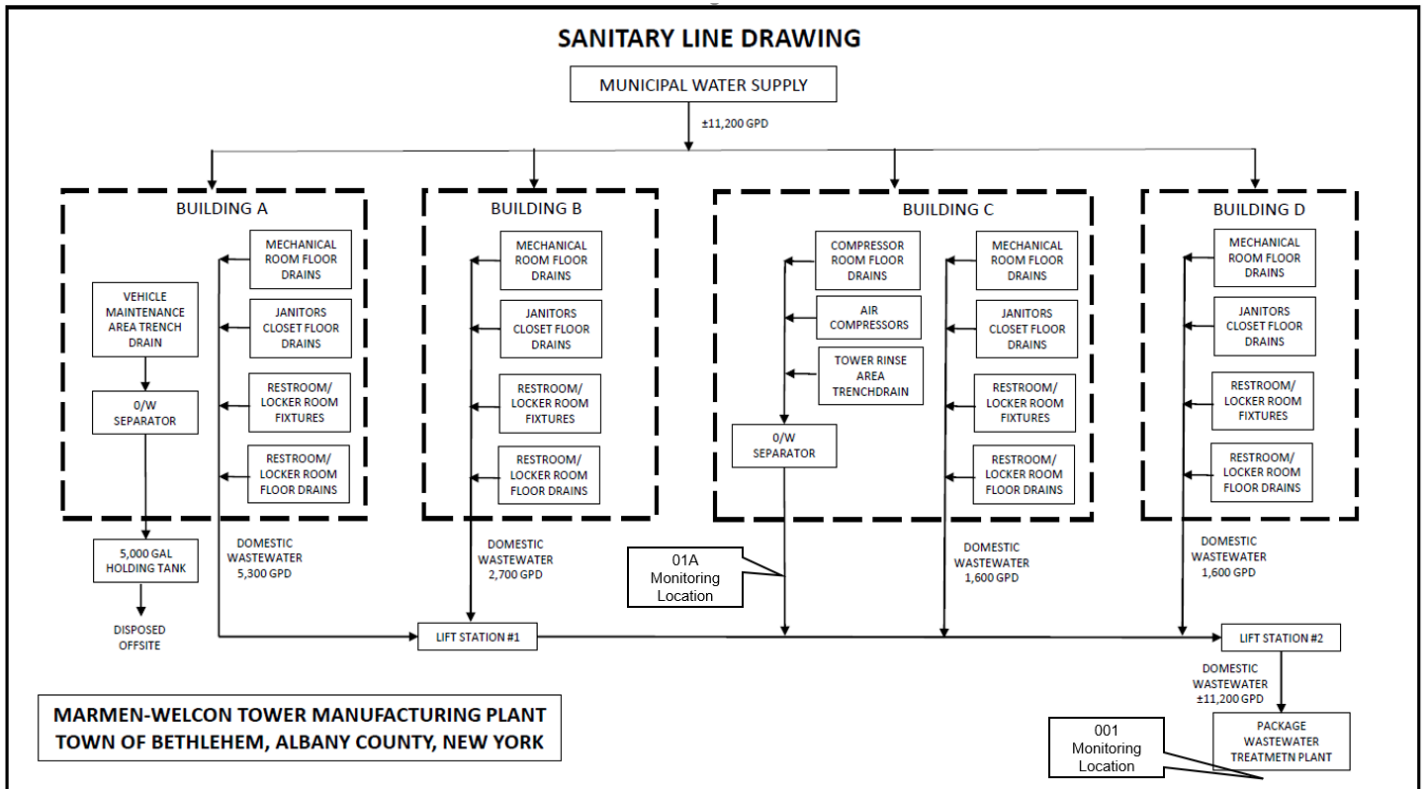 SANITARY LINE DRAWING
MUNICIPAL WATER SUPPLY
±11,200 GPD
BUILDING A
VEHICLE
MAINTENANCE
AREA TRENCH
DRAIN
0/W
SEPARATOR
5,000 GAL
HOLDING TANK
DISPOSED
OFFSITE
MECHANICAL
ROOM FLOOR
DRAINS
JANITORS
CLOSET FLOOR
DRAINS
RESTROOM/
LOCKER ROOM
FIXTURES
RESTROOM/
LOCKER ROOM
FLOOR DRAINS
DOMESTIC
WASTEWATER
5,300 GPD
BUILDING B
MECHANICAL
ROOM FLOOR
DRAINS
JANITORS
CLOSET FLOOR
DRAINS
RESTROOM/
LOCKER ROOM
FIXTURES
RESTROOM/
LOCKER ROOM
FLOOR DRAINS
DOMESTIC
WASTEWATER
2,700 GPD
LIFT STATION #1
BUILDING C
COMPRESSOR
ROOM FLOOR
DRAINS
AIR
COMPRESSORS
TOWER RINSE
AREA
TRENCHDRAIN
0/W
SEPARATOR
01A
Monitoring
Location
MECHANICAL
ROOM FLOOR
DRAINS
JANITORS
CLOSET FLOOR
DRAINS
RESTROOM/
LOCKER ROOM
FIXTURES
RESTROOM/
LOCKER ROOM
FLOOR DRAINS
DOMESTIC
WASTEWATER
1,600 GPD
BUILDING D
MECHANICAL
ROOM FLOOR
DRAINS
JANITORS
CLOSET FLOOR
DRAINS
RESTROOM/
LOCKER ROOM
FIXTURES
RESTROOM/
LOCKER ROOM
FLOOR DRAINS
DOMESTIC
WASTEWATER
1,600 GPD
LIFT STATION #2
DOMESTIC
WASTEWATER
±11,200 GPD
PACKAGE
WASTEWATER
TREATMETN PLANT
001
Monitoring
Location
MARMEN-WELCON TOWER MANUFACTURING PLANT
TOWN OF BETHLEHEM, ALBANY COUNTY, NEW YORK